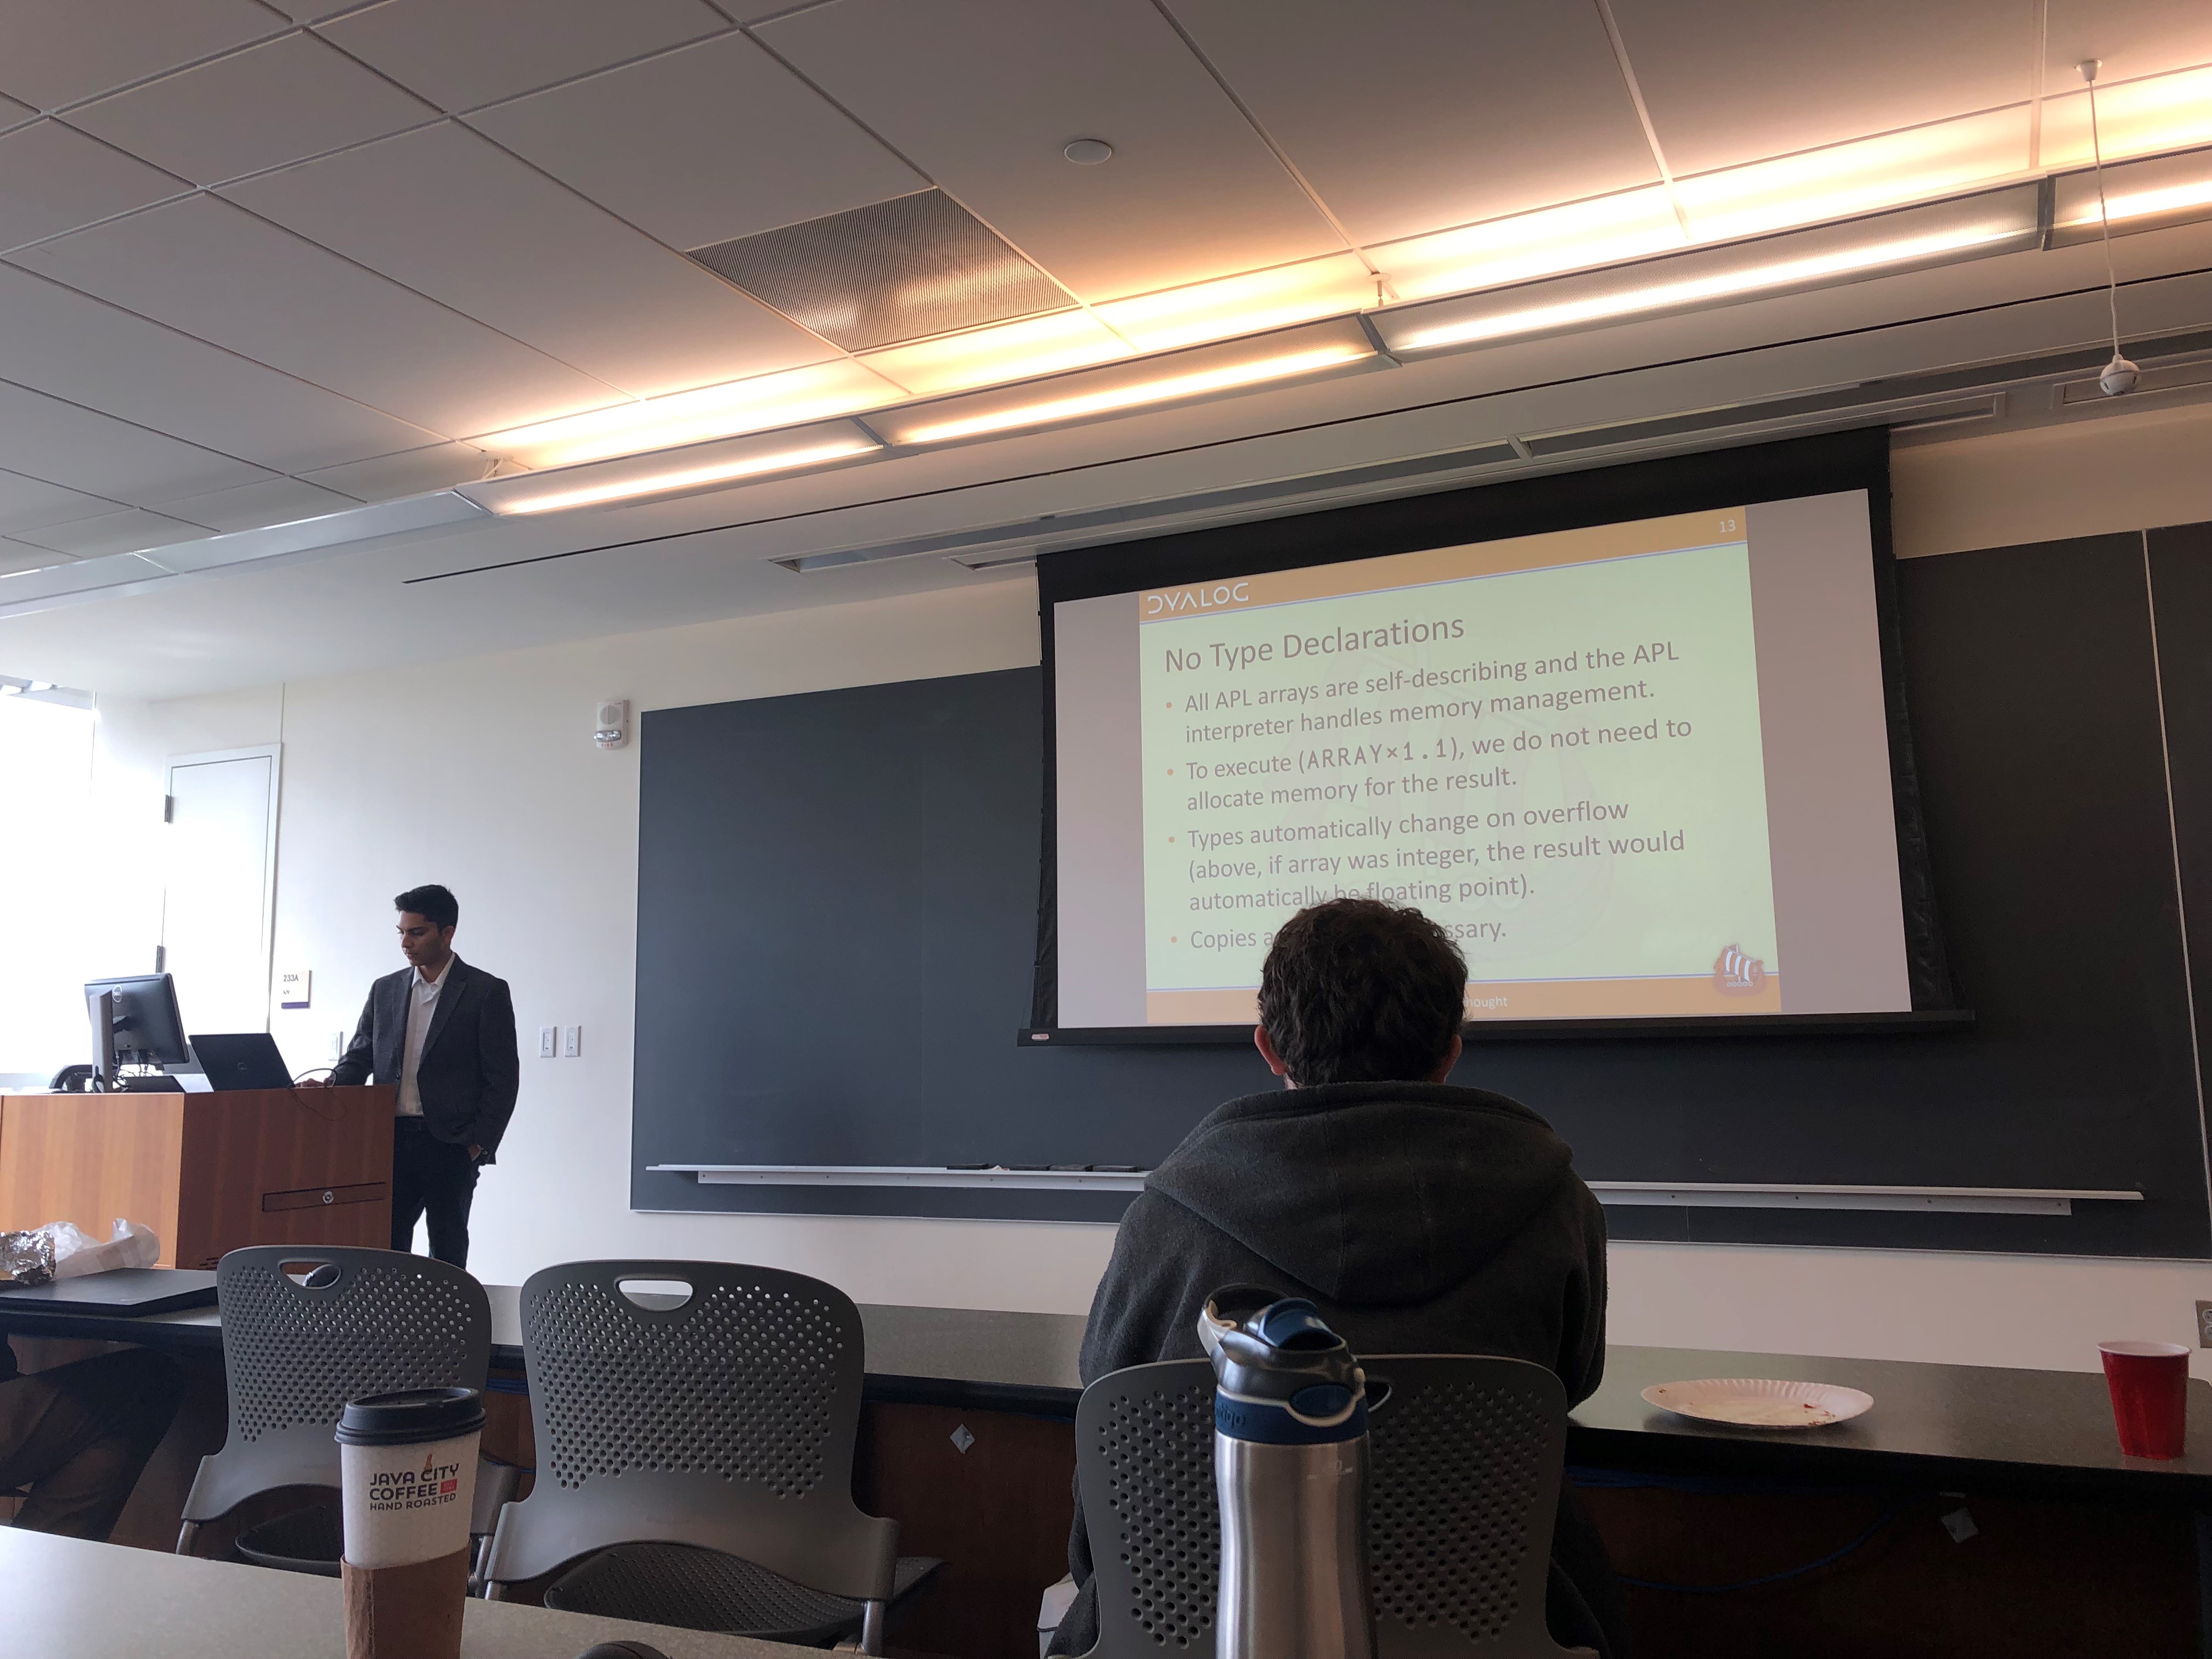 13
DYALOC
No Type Declarations
• All APL arrays are self-describing and the APL
interpreter handles memory management.
• To execute (ARRAY×1.1), we do not need to
allocate memory for the result.
• Types automatically change on overflow
(above, if array was integer, the result would
automatically be floating point).
• Copies
ssary.
hought
233A
JAVA CITY
COFFEE
HAND ROASTED